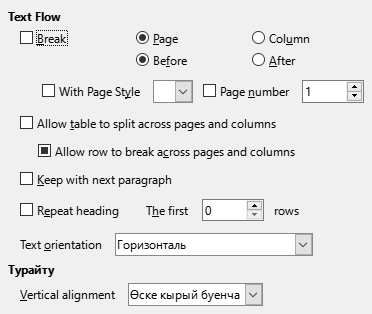 Text Flow
Break Page Column
Before After
With Page Style Page number 1
Allow table to split across pages and columns
Allow row to break across pages and columns
Keep with next paragraph
Repeat heading The first 0 rows
Text orientation Горизонталь
Турайту
Vertical alignment Өске кырый буенча